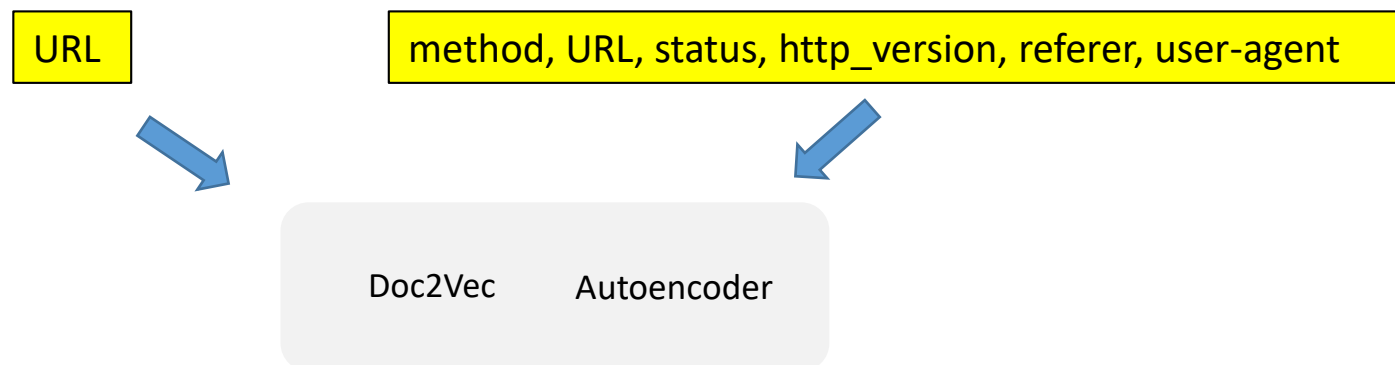 URL
method, URL, status, http_version, referer, user-agent
Doc2Vec
Autoencoder